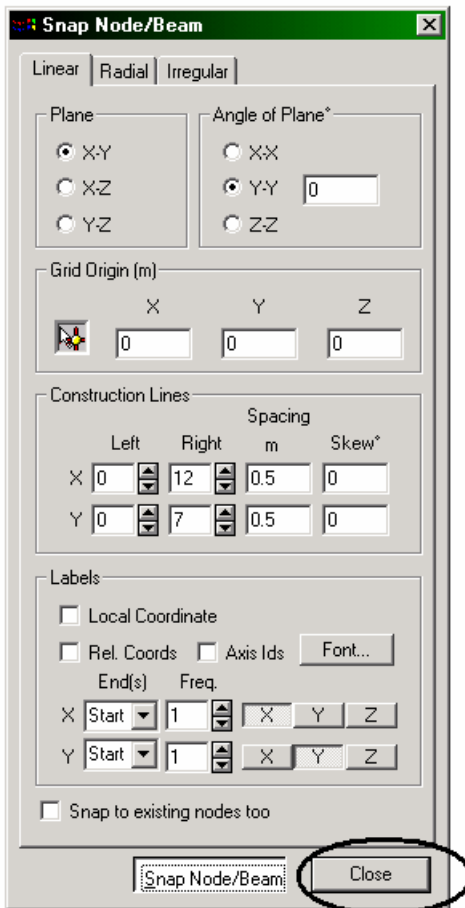 Snap Node/Beam
Linear Radial Irregular
Plane
X-Y
X-Z
Y-Z
Angle of Plane°
X-X
Y-Y 0
Z-Z
Grid Origin (m)
X Y Z
0 0 0
Construction Lines
Spacing
Left Right m Skew°
X 0 12 0.5 0
Y 0 7 0.5 0
Labels
Local Coordinate
Rel. Coords Axis Ids Font...
End(s) Freq.
X Start 1 X Y Z
Y Start 1 X Y Z
Snap to existing nodes too
Snap Node/Beam Close